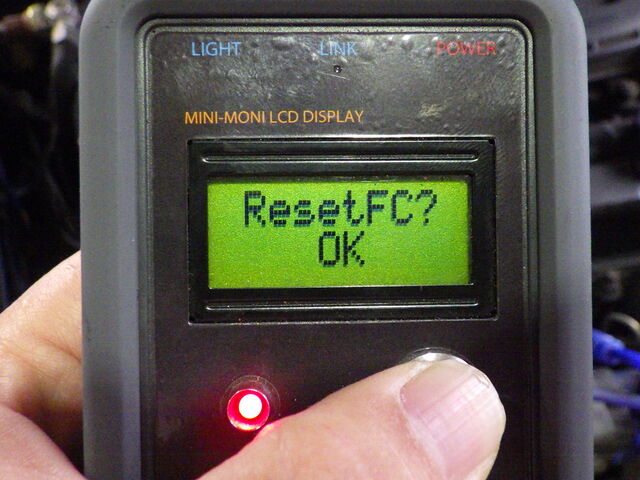 LIGHT LINK POWER
MINI-MONI LCD DISPLAY
ResetFC?
OK